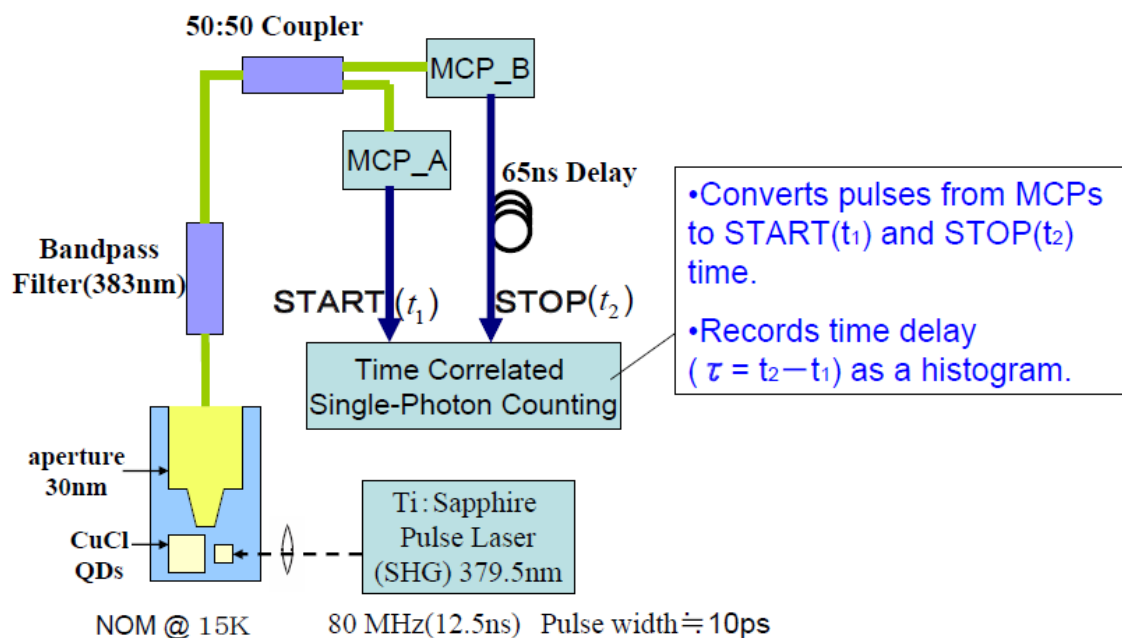 50:50 Coupler
MCP_B
MCP_A
65ns Delay
Bandpass
Filter(383nm)
START(t₁)
STOP(t₂)
Time Correlated
Single-Photon Counting
•Converts pulses from MCPs
to START(t₁) and STOP(t₂)
time.
•Records time delay
( τ = t₂－t₁) as a histogram.
aperture
30nm
CuCl
QDs
Ti:Sapphire
Pulse Laser
(SHG) 379.5nm
NOM @ 15K
80 MHz(12.5ns) Pulse width≒10ps